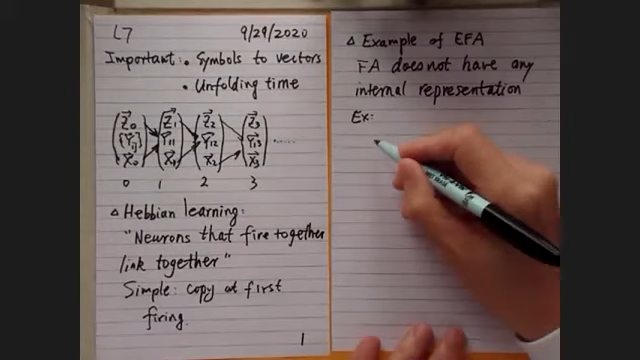 L7 9/29/2020
Important: • Symbols to vectors
• Unfolding time
Z0 Z1 Z2 Z3
{Yij} Y11 Y12 Y13 .....
X0 X1 X2 X3
0 1 2 3
Δ Hebbian learning:
"Neurons that fire together
link together"
Simple: copy at first
firing.
1
Δ Example of EFA
FA does not have any
internal representation
Ex: